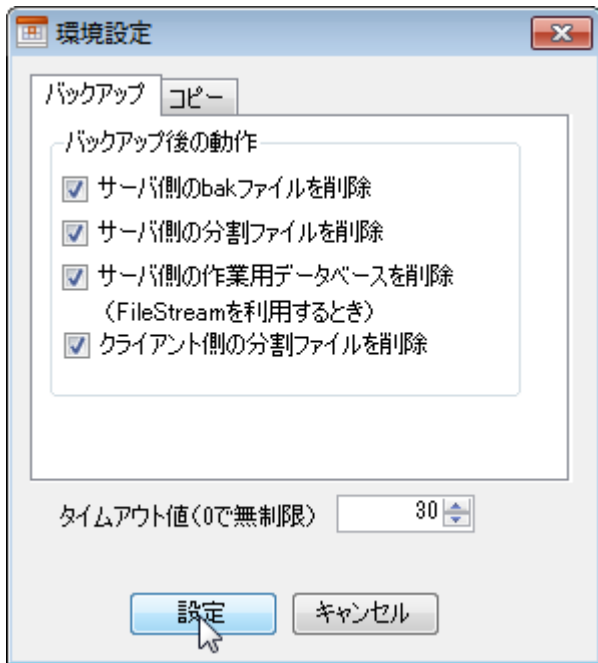 環境設定
バックアップ
コピー
バックアップ後の動作
サーバ側のbakファイルを削除
サーバ側の分割ファイルを削除
サーバ側の作業用データベースを削除
（FileStreamを利用するとき）
クライアント側の分割ファイルを削除
タイムアウト値(0で無制限) 30
設定 キャンセル